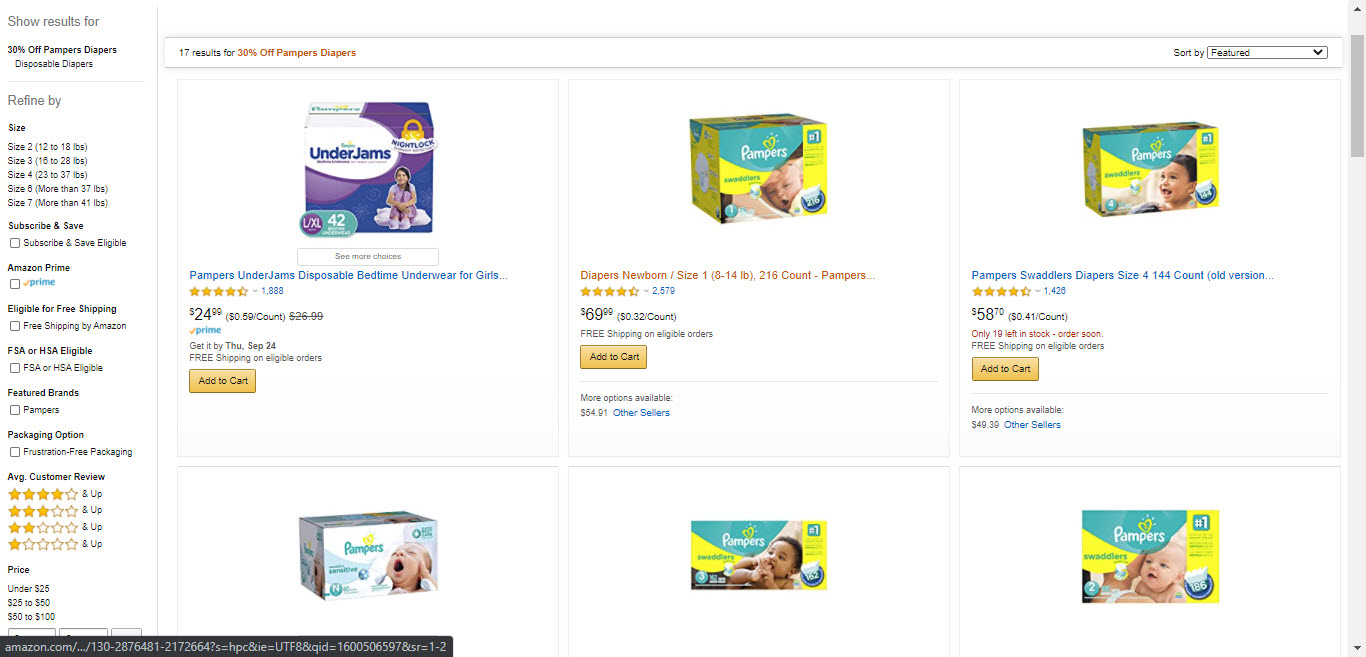 Show results for
30% Off Pampers Diapers
Disposable Diapers
Refine by
Size
Size 2 (12 to 18 lbs)
Size 3 (16 to 28 lbs)
Size 4 (23 to 37 lbs)
Size 6 (More than 37 lbs)
Size 7 (More than 41 lbs)
Subscribe & Save
Subscribe & Save Eligible
Amazon Prime
prime
Eligible for Free Shipping
Free Shipping by Amazon
FSA or HSA Eligible
FSA or HSA Eligible
Featured Brands
Pampers
Packaging Option
Frustration-Free Packaging
Avg. Customer Review
& Up
& Up
& Up
& Up
Price
Under $25
$25 to $50
$50 to $100
17 results for 30% Off Pampers Diapers
Sort by Featured
Pampers
UnderJams
NIGHTLOCK
L/XL 42
BEDTIME UNDERWEAR
See more choices
Pampers UnderJams Disposable Bedtime Underwear for Girls...
1,888
$24.99 ($0.59/Count) $26.99
prime
Get it by Thu, Sep 24
FREE Shipping on eligible orders
Add to Cart
#1
Pampers
swaddlers
1
216
Diapers Newborn / Size 1 (8-14 lb), 216 Count - Pampers...
2,579
$69.99 ($0.32/Count)
FREE Shipping on eligible orders
Add to Cart
More options available:
$54.91 Other Sellers
#1
Pampers
swaddlers
4
144
Pampers Swaddlers Diapers Size 4 144 Count (old version...
1,426
$58.70 ($0.41/Count)
Only 19 left in stock - order soon.
FREE Shipping on eligible orders
Add to Cart
More options available:
$49.39 Other Sellers
Pampers
sensitive
N
#1
Pampers
swaddlers
3
162
#1
Pampers
swaddlers
2
186
amazon.com/.../130-2876481-2172664?s=hpc&ie=UTF8&qid=1600506597&sr=1-2